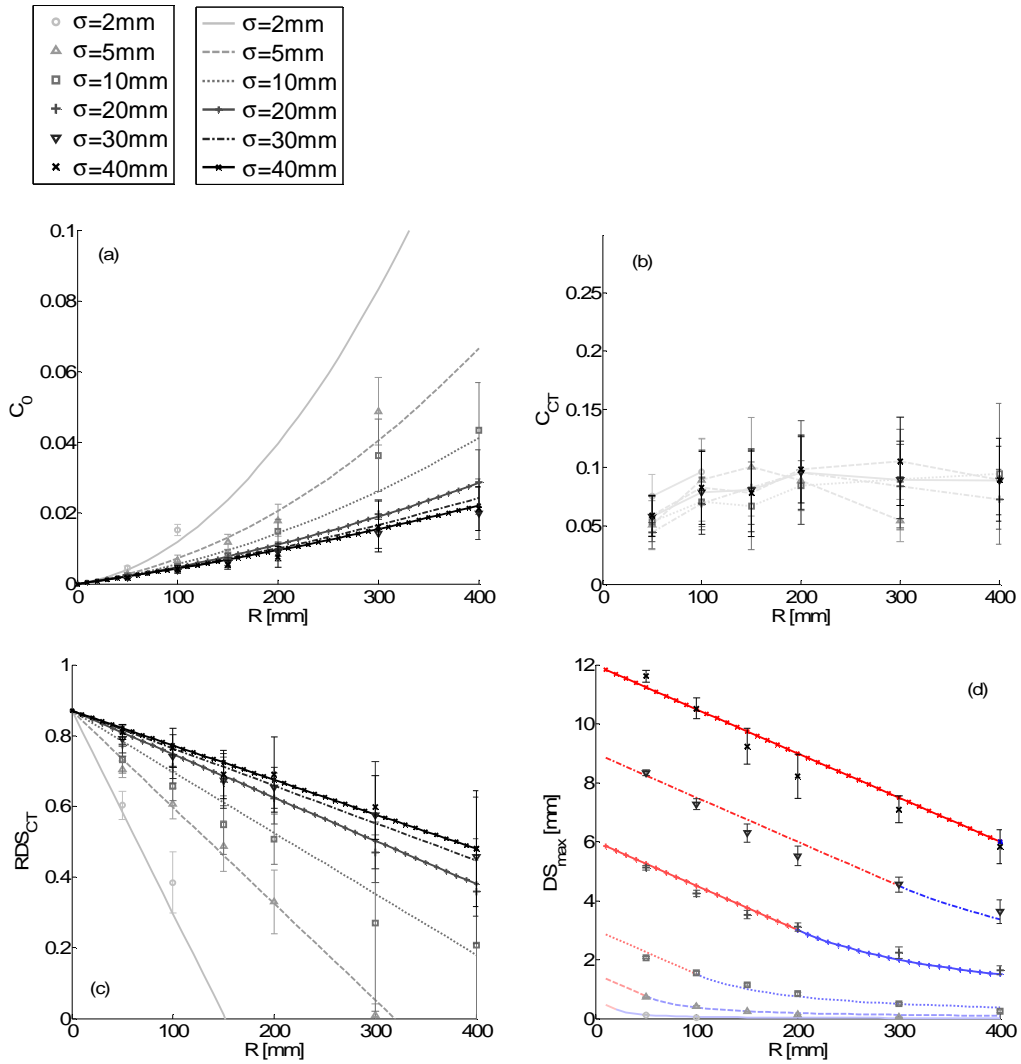 σ=2mm
σ=5mm
σ=10mm
σ=20mm
σ=30mm
σ=40mm
σ=2mm
σ=5mm
σ=10mm
σ=20mm
σ=30mm
σ=40mm
(a)
0.1
0.08
0.06
0.04
0.02
0
C0
0 100 200 300 400
R [mm]
(b)
0.25
0.2
0.15
0.1
0.05
0
CCT
0 100 200 300 400
R [mm]
(c)
1
0.8
0.6
0.4
0.2
0
RDSCT
0 100 200 300 400
R [mm]
(d)
12
10
8
6
4
2
0
DSmax [mm]
0 100 200 300 400
R [mm]